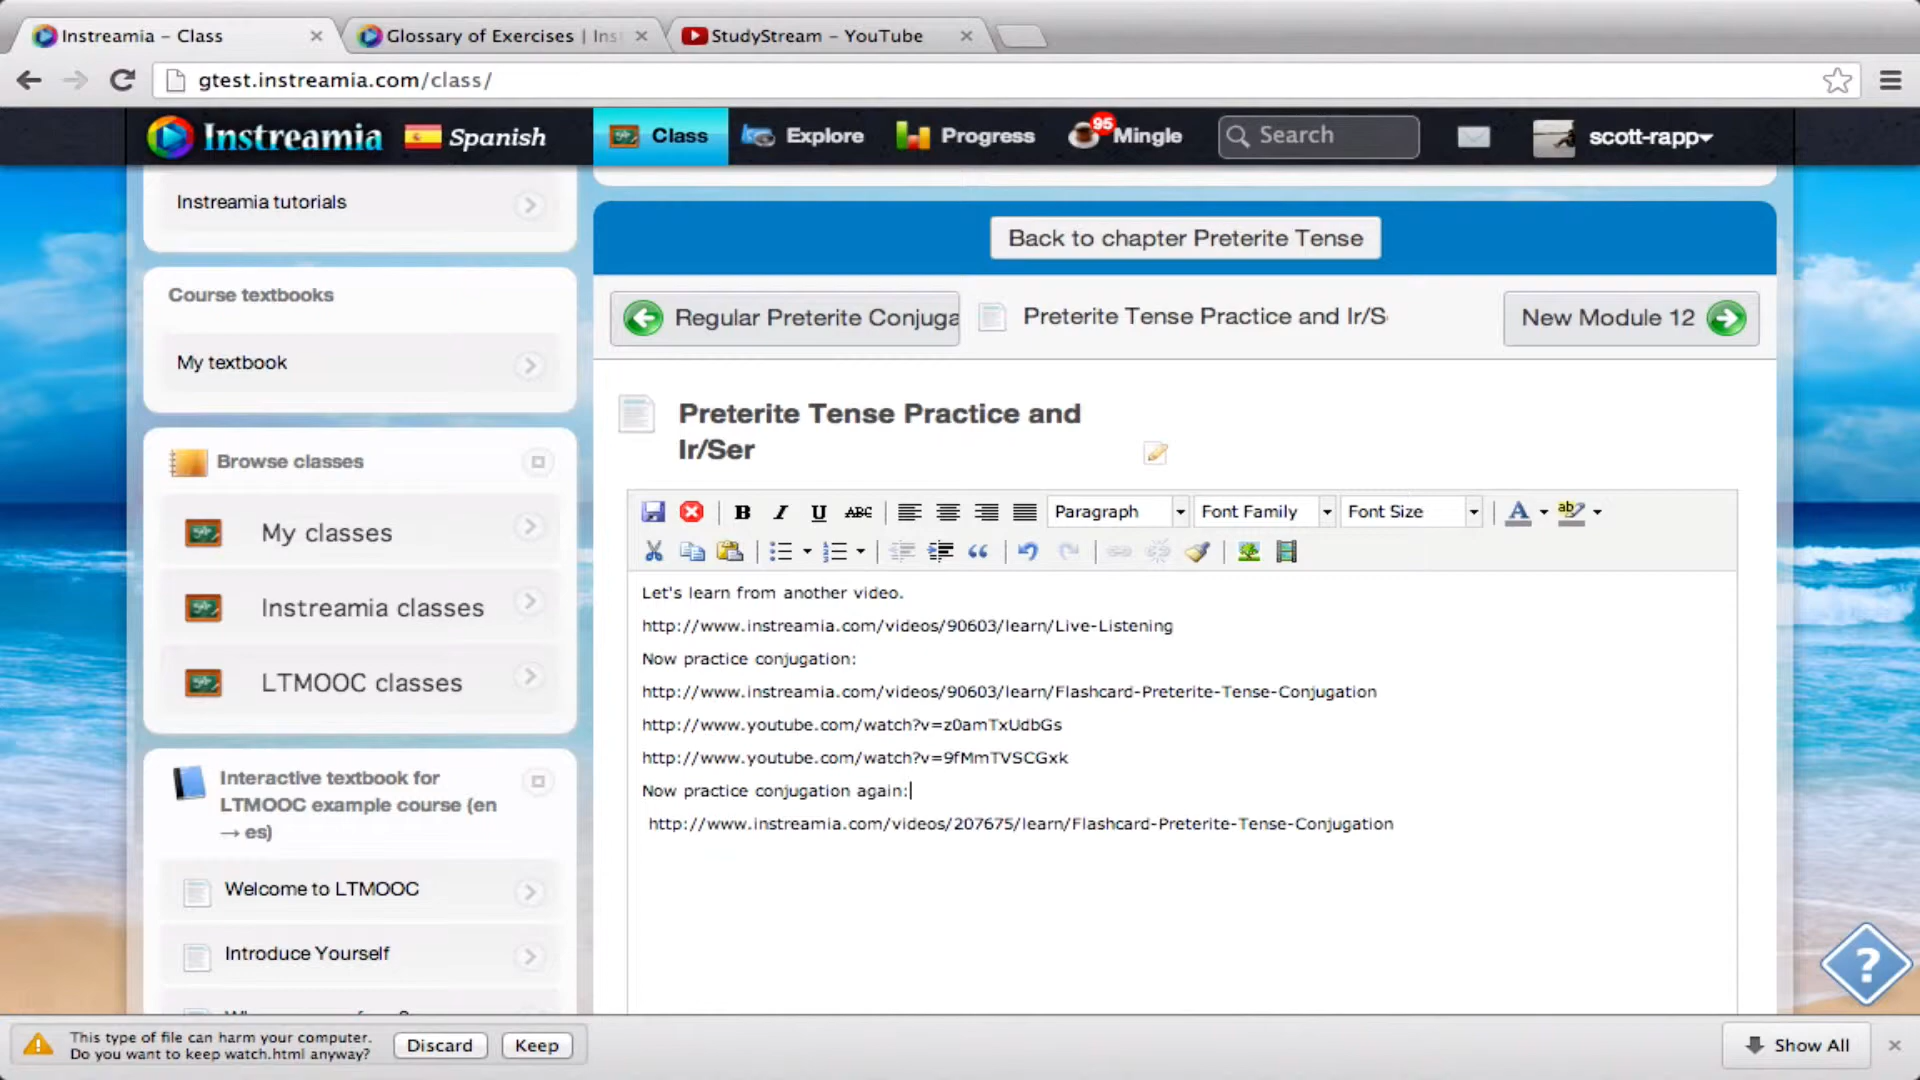 Instreamia – Class
Glossary of Exercises | Ins
StudyStream – YouTube
gtest.instreamia.com/class/
Instreamia
Spanish
Class
Explore
Progress
95
Mingle
Search
scott-rapp
Instreamia tutorials
Course textbooks
My textbook
Browse classes
My classes
Instreamia classes
LTMOOC classes
Interactive textbook for
LTMOOC example course (en
→ es)
Welcome to LTMOOC
Introduce Yourself
Back to chapter Preterite Tense
Regular Preterite Conjuga
Preterite Tense Practice and Ir/S
New Module 12
Preterite Tense Practice and
Ir/Ser
B I U ABC
Paragraph
Font Family
Font Size
A
ab
Let's learn from another video.
http://www.instreamia.com/videos/90603/learn/Live-Listening
Now practice conjugation:
http://www.instreamia.com/videos/90603/learn/Flashcard-Preterite-Tense-Conjugation
http://www.youtube.com/watch?v=z0amTxUdbGs
http://www.youtube.com/watch?v=9fMmTVSCGxk
Now practice conjugation again:
http://www.instreamia.com/videos/207675/learn/Flashcard-Preterite-Tense-Conjugation
?
This type of file can harm your computer.
Do you want to keep watch.html anyway?
Discard
Keep
Show All